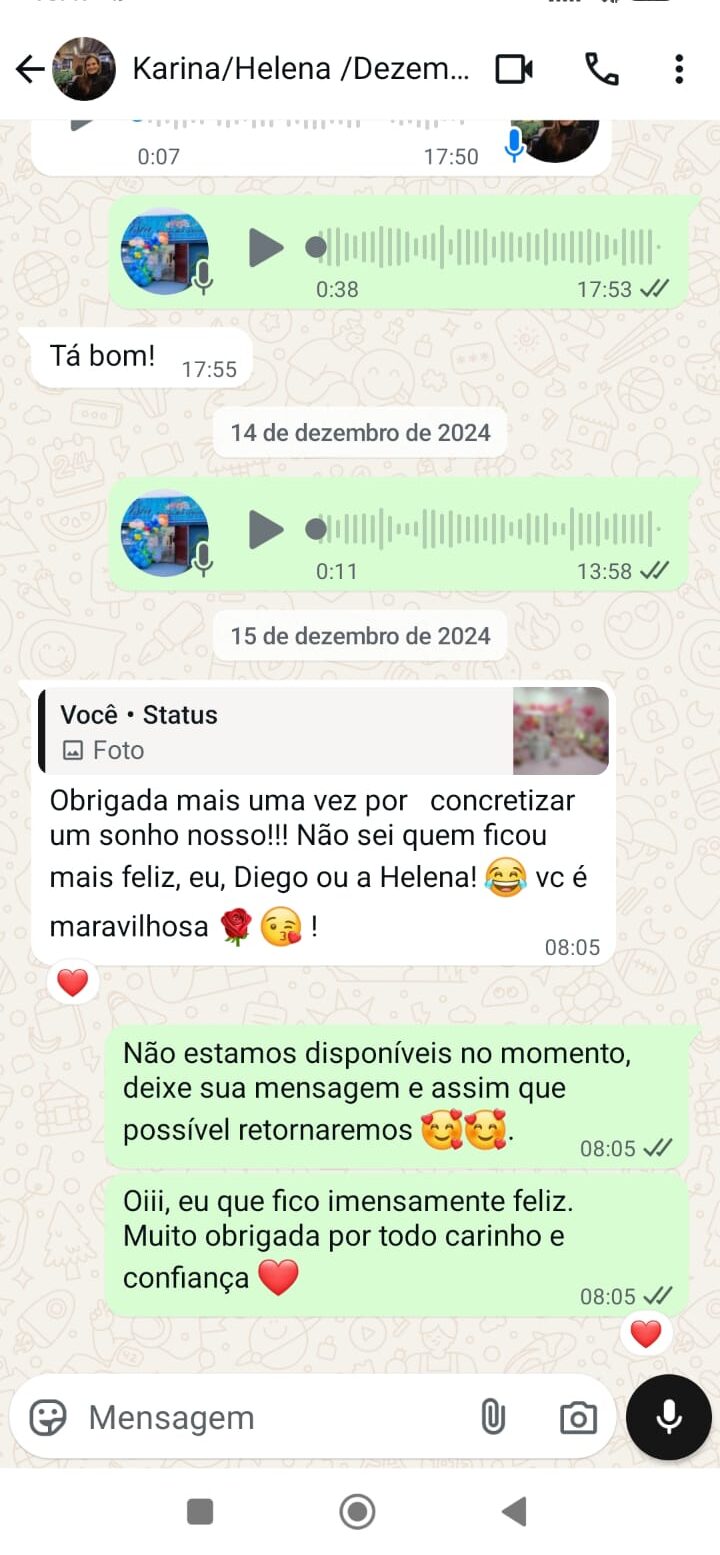 Karina/Helena /Dezem...
0:07 17:50
0:38 17:53
Tá bom! 17:55
14 de dezembro de 2024
0:11 13:58
15 de dezembro de 2024
Você • Status
Foto
Obrigada mais uma vez por concretizar
um sonho nosso!!! Não sei quem ficou
mais feliz, eu, Diego ou a Helena! 😂 vc é
maravilhosa 🌹 😘 !
08:05
Não estamos disponíveis no momento,
deixe sua mensagem e assim que
possível retornaremos 🥰🥰.
08:05
Oiii, eu que fico imensamente feliz.
Muito obrigada por todo carinho e
confiança ❤️
08:05
Mensagem